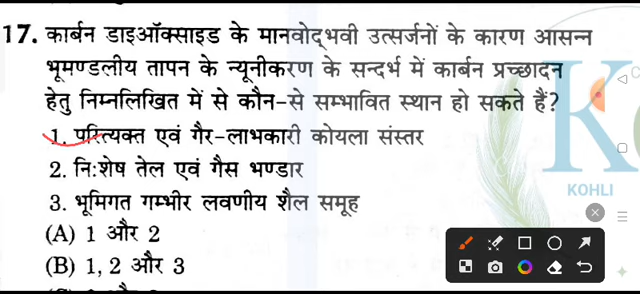 17. कार्बन डाइऑक्साइड के मानवोद्भवी उत्सर्जनों के कारण आसन्न
भूमण्डलीय तापन के न्यूनीकरण के सन्दर्भ में कार्बन प्रच्छादन
हेतु निम्नलिखित में से कौन-से सम्भावित स्थान हो सकते हैं?
1. परित्यक्त एवं गैर-लाभकारी कोयला संस्तर
2. निःशेष तेल एवं गैस भण्डार
3. भूमिगत गम्भीर लवणीय शैल समूह
(A) 1 और 2
(B) 1, 2 और 3
K
KOHLI